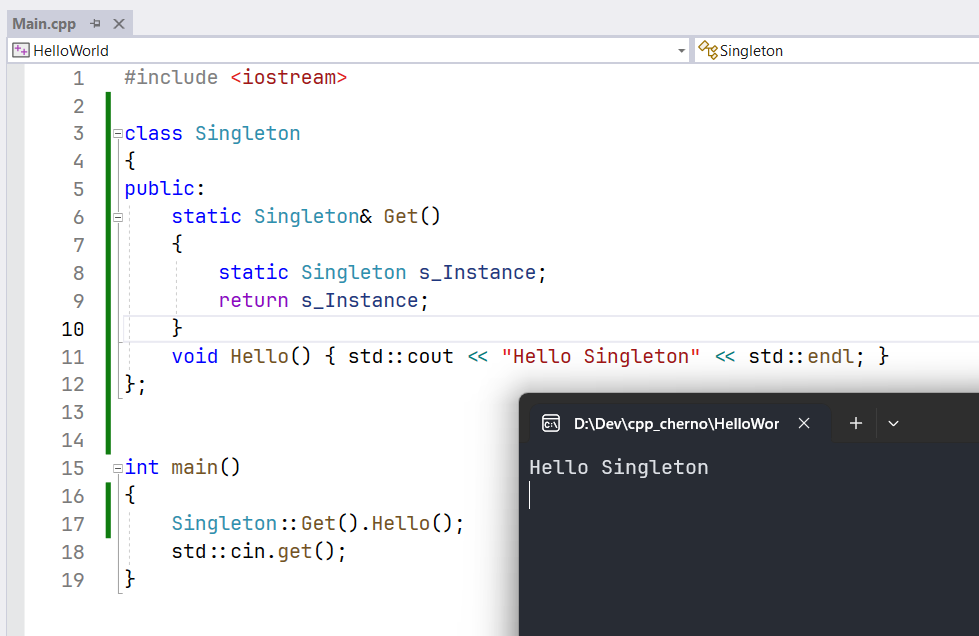 Main.cpp
HelloWorld
Singleton
1 #include <iostream>
2
3 class Singleton
4 {
5 public:
6 static Singleton& Get()
7 {
8 static Singleton s_Instance;
9 return s_Instance;
10 }
11 void Hello() { std::cout << "Hello Singleton" << std::endl; }
12 };
13
14
15 int main()
16 {
17 Singleton::Get().Hello();
18 std::cin.get();
19 }
D:\Dev\cpp_cherno\HelloWor
Hello Singleton